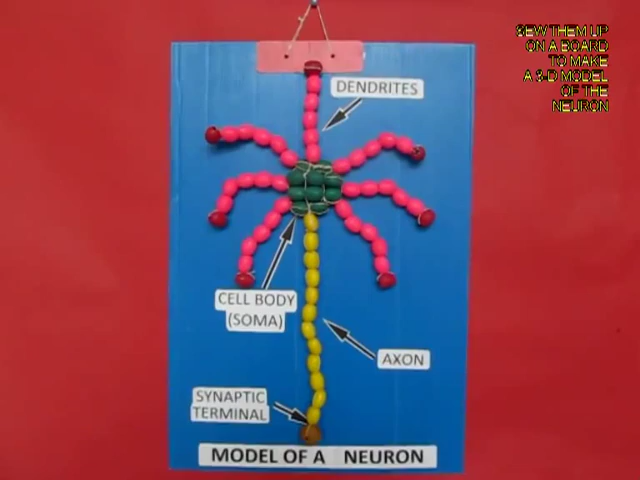 SEW THEM UP
ON A BOARD
TO MAKE
A 3-D MODEL
OF THE
NEURON
DENDRITES
CELL BODY
(SOMA)
AXON
SYNAPTIC
TERMINAL
MODEL OF A NEURON